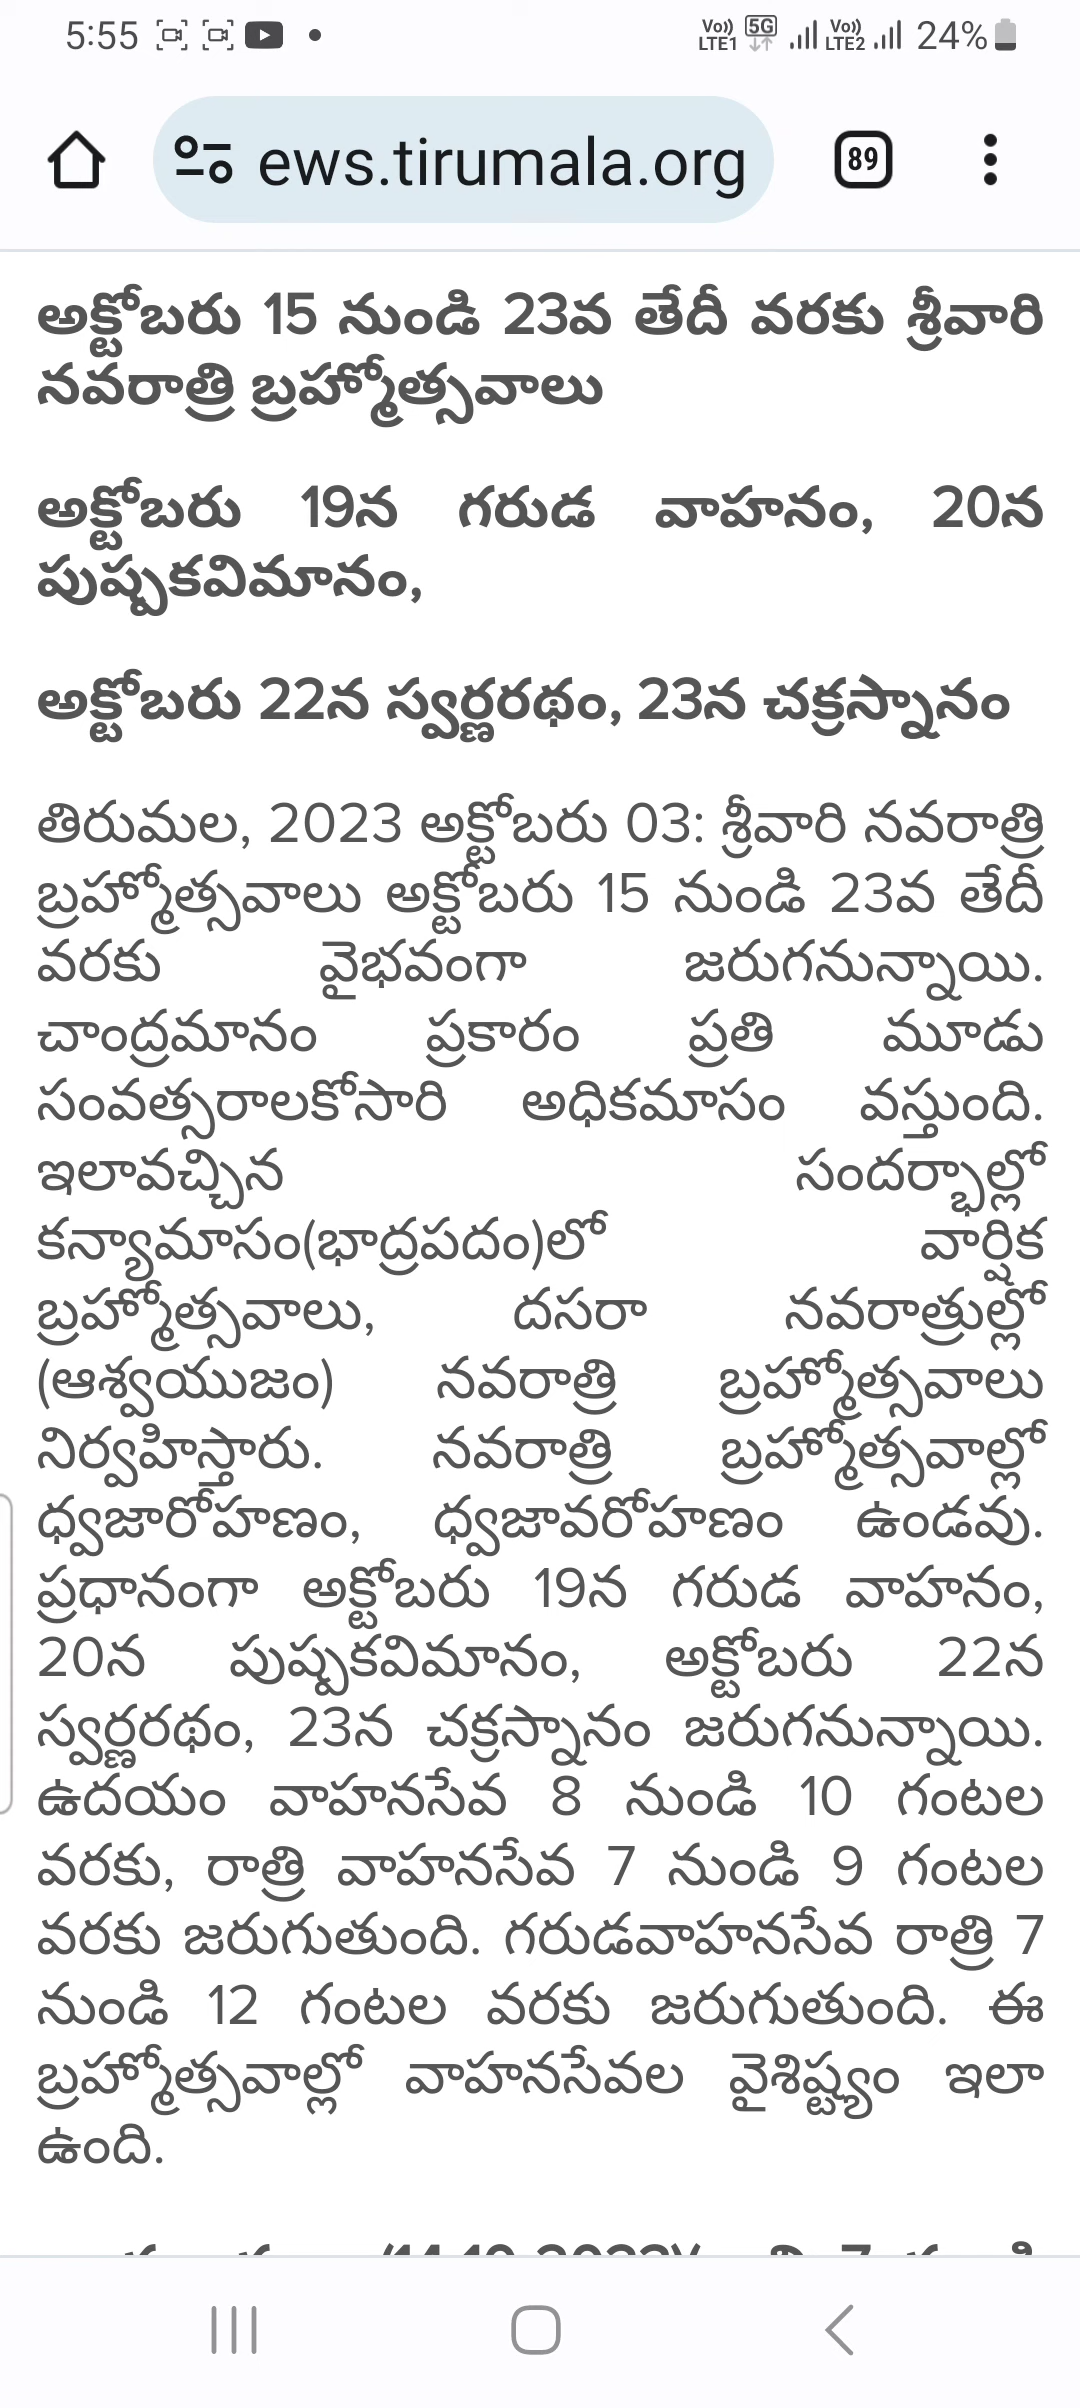 5:55
Vo)) LTE1 5G Vo)) LTE2 24%
ews.tirumala.org
89
అక్టోబరు 15 నుండి 23వ తేదీ వరకు శ్రీవారి
నవరాత్రి బ్రహ్మోత్సవాలు
అక్టోబరు 19న గరుడ వాహనం, 20న
పుష్పకవిమానం,
అక్టోబరు 22న స్వర్ణరథం, 23న చక్రస్నానం
తిరుమల, 2023 అక్టోబరు 03: శ్రీవారి నవరాత్రి
బ్రహ్మోత్సవాలు అక్టోబరు 15 నుండి 23వ తేదీ
వరకు వైభవంగా జరుగనున్నాయి.
చాంద్రమానం ప్రకారం ప్రతి మూడు
సంవత్సరాలకోసారి అధికమాసం వస్తుంది.
ఇలావచ్చిన సందర్భాల్లో
కన్యామాసం(భాద్రపదం)లో వార్షిక
బ్రహ్మోత్సవాలు, దసరా నవరాత్రుల్లో
(ఆశ్వయుజం) నవరాత్రి బ్రహ్మోత్సవాలు
నిర్వహిస్తారు. నవరాత్రి బ్రహ్మోత్సవాల్లో
ధ్వజారోహణం, ధ్వజావరోహణం ఉండవు.
ప్రధానంగా అక్టోబరు 19న గరుడ వాహనం,
20న పుష్పకవిమానం, అక్టోబరు 22న
స్వర్ణరథం, 23న చక్రస్నానం జరుగనున్నాయి.
ఉదయం వాహనసేవ 8 నుండి 10 గంటల
వరకు, రాత్రి వాహనసేవ 7 నుండి 9 గంటల
వరకు జరుగుతుంది. గరుడవాహనసేవ రాత్రి 7
నుండి 12 గంటల వరకు జరుగుతుంది. ఈ
బ్రహ్మోత్సవాల్లో వాహనసేవల వైశిష్ట్యం ఇలా
ఉంది.